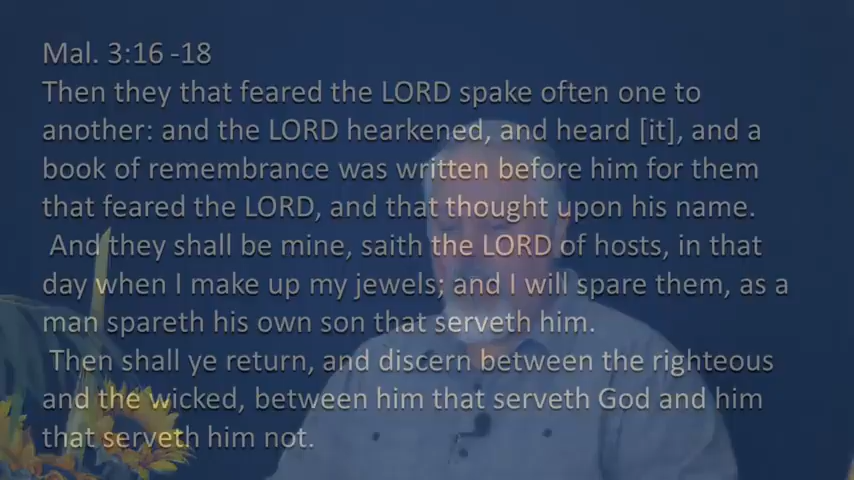 Mal. 3:16 -18
Then they that feared the LORD spake often one to
another: and the LORD hearkened, and heard [it], and a
book of remembrance was written before him for them
that feared the LORD, and that thought upon his name.
And they shall be mine, saith the LORD of hosts, in that
day when I make up my jewels; and I will spare them, as a
man spareth his own son that serveth him.
Then shall ye return, and discern between the righteous
and the wicked, between him that serveth God and him
that serveth him not.